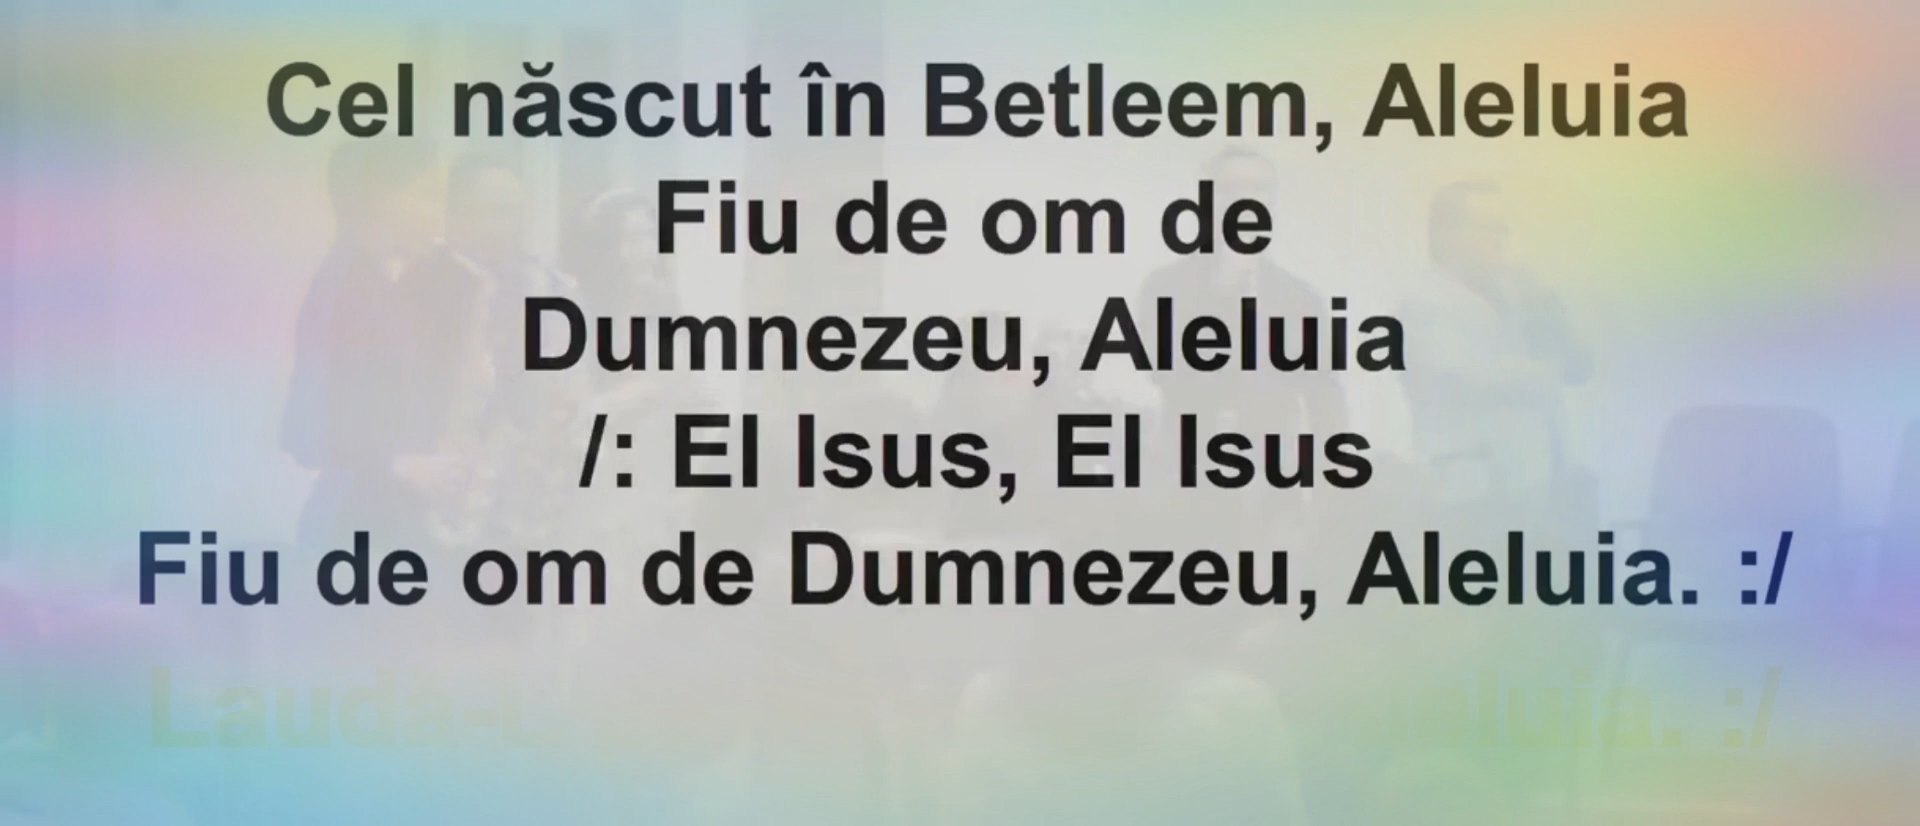 Cel născut în Betleem, Aleluia
Fiu de om de
Dumnezeu, Aleluia
/: El Isus, El Isus
Fiu de om de Dumnezeu, Aleluia. :/